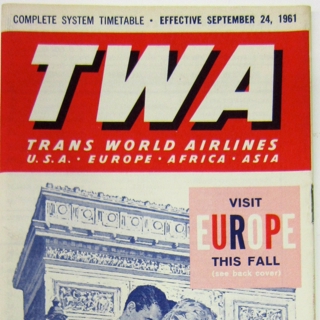 COMPLETE SYSTEM TIMETABLE • EFFECTIVE SEPTEMBER 24, 1961
TWA
TRANS WORLD AIRLINES
U.S.A. • EUROPE • AFRICA • ASIA
VISIT
EUROPE
THIS FALL
(see back cover)